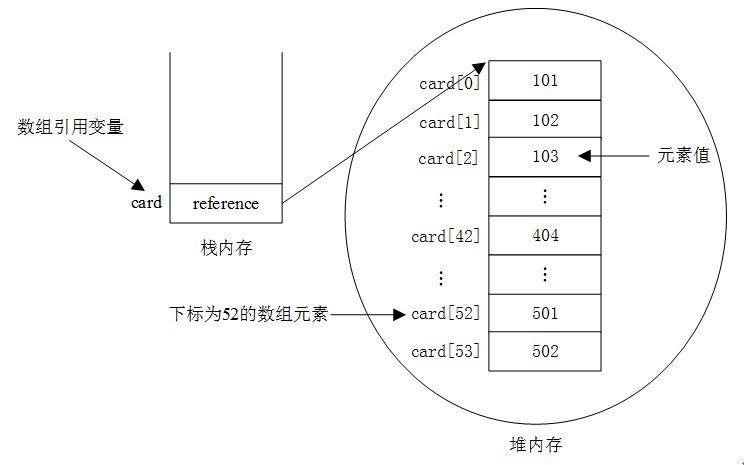 数组引用变量
card
reference
栈内存
card[0]
101
card[1]
102
card[2]
103
元素值
⋮
⋮
card[42]
404
⋮
⋮
下标为52的数组元素
card[52]
501
card[53]
502
堆内存